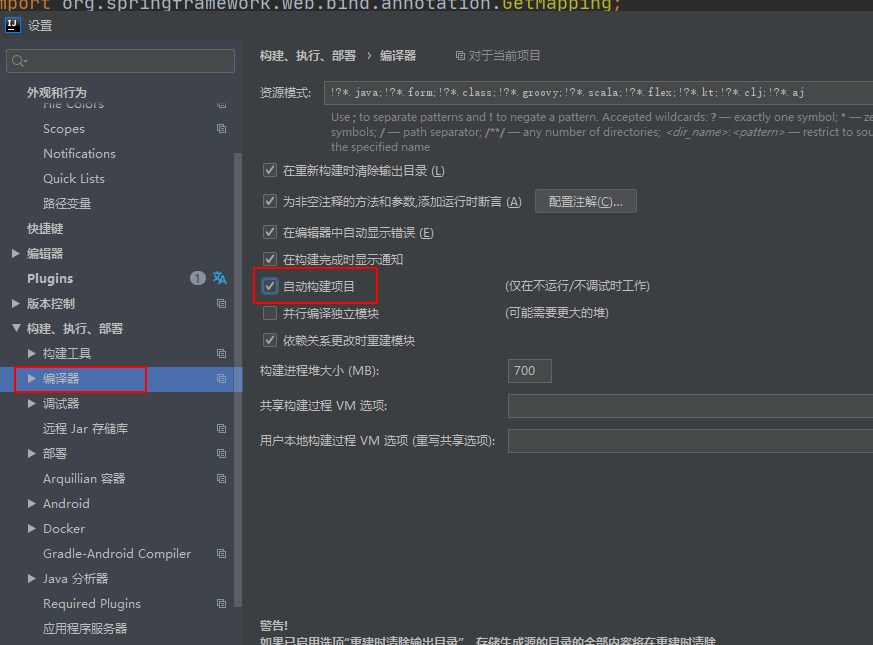 import org.springframework.web.bind.annotation.GetMapping;
IJ 设置
外观和行为
File Colors
Scopes
Notifications
Quick Lists
路径变量
快捷键
编辑器
Plugins 1
版本控制
构建、执行、部署
构建工具
编译器
调试器
远程 Jar 存储库
部署
Arquillian 容器
Android
Docker
Gradle-Android Compiler
Java 分析器
Required Plugins
应用程序服务器
构建、执行、部署 › 编译器 对于当前项目
资源模式: !?*.java;!?*.form;!?*.class;!?*.groovy;!?*.scala;!?*.flex;!?*.kt;!?*.clj;!?*.aj
Use ; to separate patterns and ! to negate a pattern. Accepted wildcards: ? — exactly one symbol; * — ze
symbols; / — path separator; /**/ — any number of directories; <dir_name>:<pattern> — restrict to sou
the specified name
在重新构建时清除输出目录 (L)
为非空注释的方法和参数,添加运行时断言 (A) 配置注解(C)...
在编辑器中自动显示错误 (E)
在构建完成时显示通知
自动构建项目 (仅在不运行/不调试时工作)
并行编译独立模块 (可能需要更大的堆)
依赖关系更改时重建模块
构建进程堆大小 (MB): 700
共享构建过程 VM 选项:
用户本地构建过程 VM 选项 (重写共享选项):
警告!
如果已启用选项“重建时清除输出目录”，存储生成源的目录的全部内容将在重建时清除